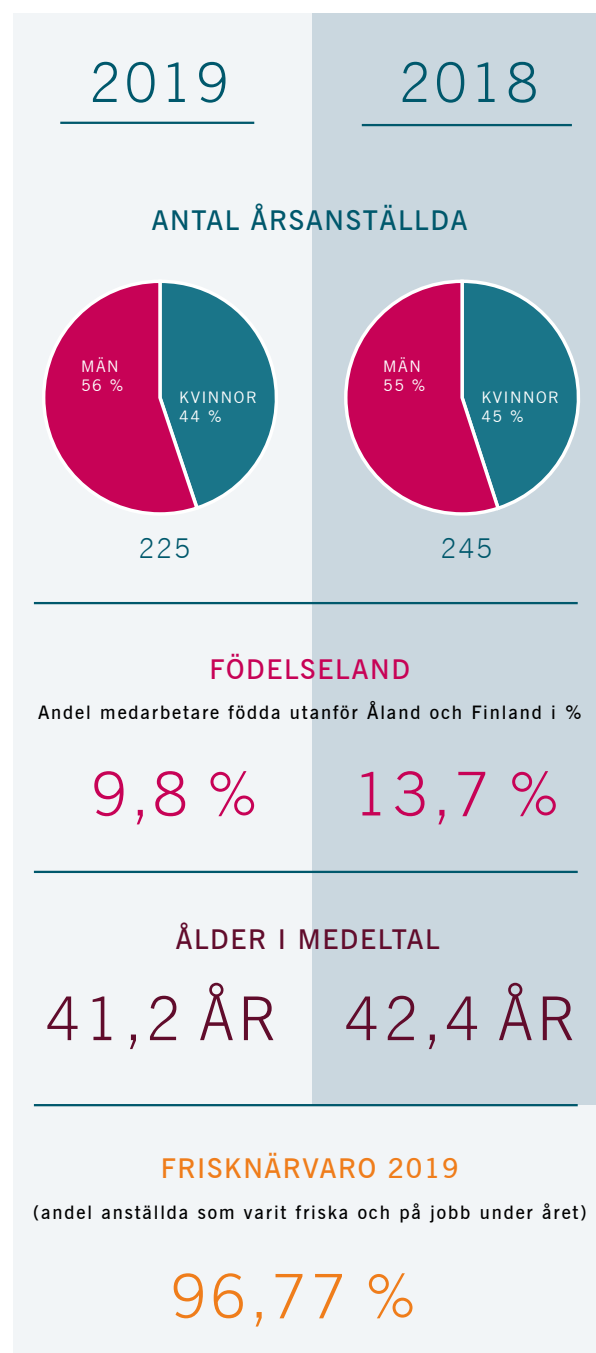 2019
2018
ANTAL ÅRSANSTÄLLDA
MÄN
56 %
KVINNOR
44 %
MÄN
55 %
KVINNOR
45 %
225
245
FÖDELSELAND
Andel medarbetare födda utanför Åland och Finland i %
9,8 %
13,7 %
ÅLDER I MEDELTAL
41,2 ÅR
42,4 ÅR
FRISKNÄRVARO 2019
(andel anställda som varit friska och på jobb under året)
96,77 %